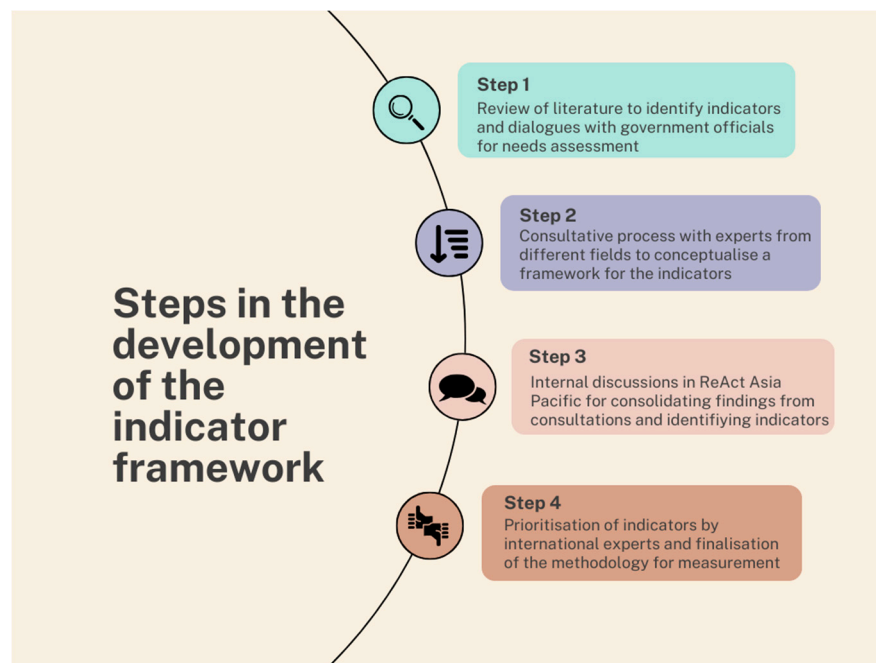 Steps in the
development
of the
indicator
framework
Step 1
Review of literature to identify indicators
and dialogues with government officials
for needs assessment
Step 2
Consultative process with experts from
different fields to conceptualise a
framework for the indicators
Step 3
Internal discussions in ReAct Asia
Pacific for consolidating findings from
consultations and identifiying indicators
Step 4
Prioritisation of indicators by
international experts and finalisation
of the methodology for measurement